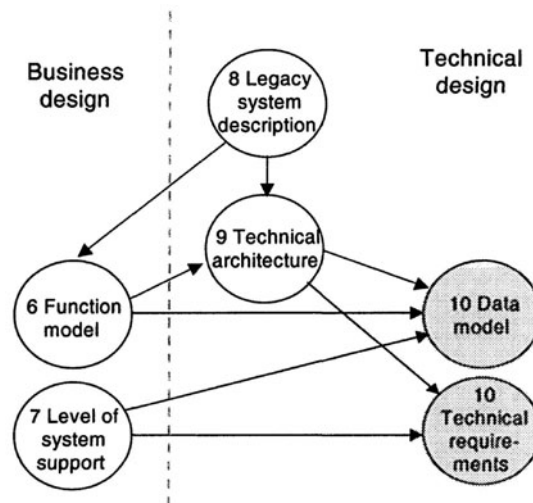 Business
design
Technical
design
8 Legacy
system
description
9 Technical
architecture
6 Function
model
10 Data
model
7 Level of
system
support
10
Technical
require-
ments